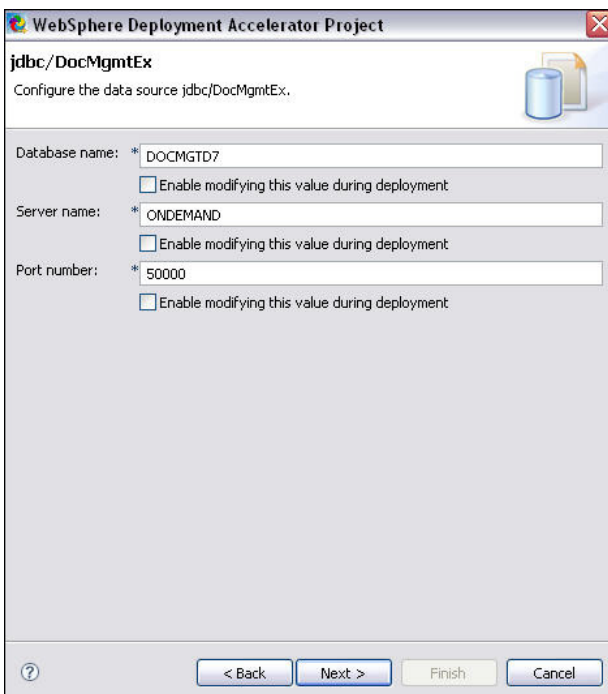 WebSphere Deployment Accelerator Project
jdbc/DocMgmtEx
Configure the data source jdbc/DocMgmtEx.
Database name: * DOCMGTD7
Enable modifying this value during deployment
Server name: * ONDEMAND
Enable modifying this value during deployment
Port number: * 50000
Enable modifying this value during deployment
? < Back Next > Finish Cancel